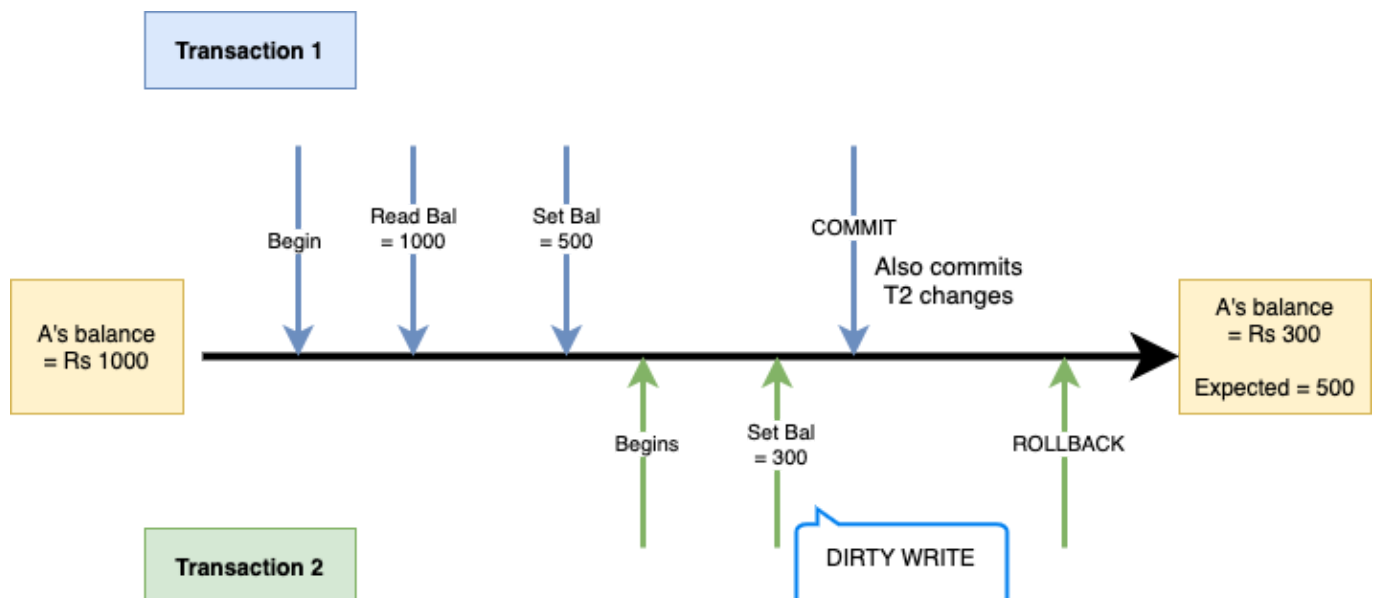 Transaction 1
Begin
Read Bal
= 1000
Set Bal
= 500
COMMIT
Also commits
T2 changes
A's balance
= Rs 1000
A's balance
= Rs 300
Expected = 500
Begins
Set Bal
= 300
ROLLBACK
DIRTY WRITE
Transaction 2